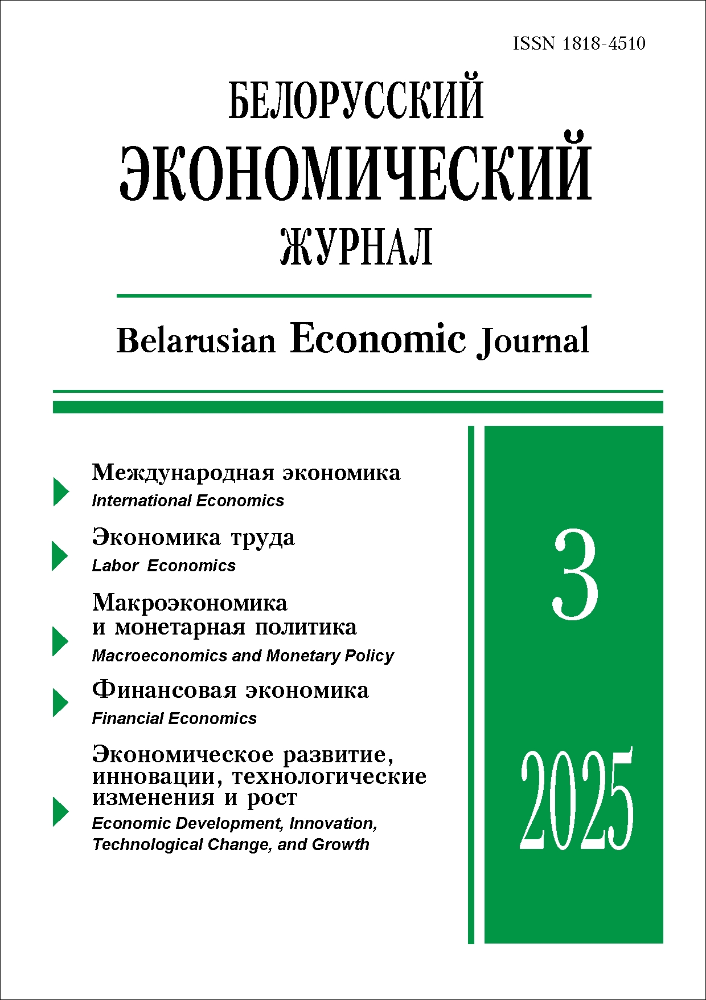 ISSN 1818-4510
БЕЛОРУССКИЙ
ЭКОНОМИЧЕСКИЙ
ЖУРНАЛ
Belarusian Economic Journal
Международная экономика
International Economics
Экономика труда
Labor Economics
Макроэкономика
и монетарная политика
Macroeconomics and Monetary Policy
Финансовая экономика
Financial Economics
Экономическое развитие,
инновации, технологические
изменения и рост
Economic Development, Innovation,
Technological Change, and Growth
3
2025